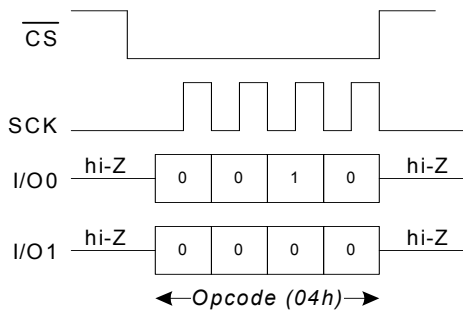 CS
SCK
hi-Z hi-Z
I/O0 0 0 1 0
hi-Z hi-Z
I/O1 0 0 0 0
Opcode (04h)